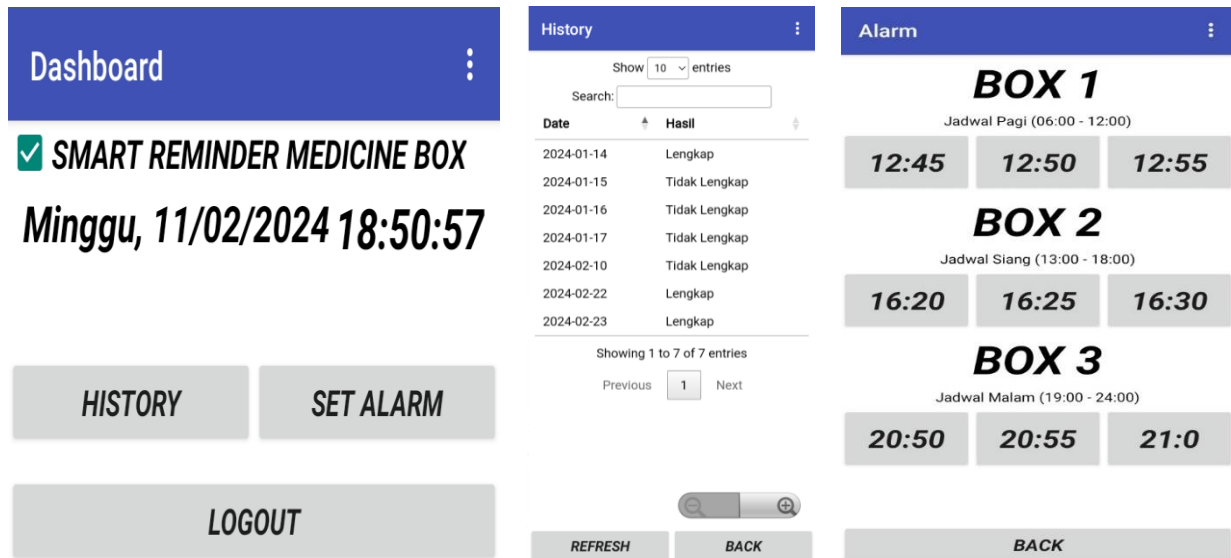 Dashboard
SMART REMINDER MEDICINE BOX
Minggu, 11/02/2024 18:50:57
HISTORY SET ALARM
LOGOUT
History
Show 10 entries
Search:
Date Hasil
2024-01-14 Lengkap
2024-01-15 Tidak Lengkap
2024-01-16 Tidak Lengkap
2024-01-17 Tidak Lengkap
2024-02-10 Tidak Lengkap
2024-02-22 Lengkap
2024-02-23 Lengkap
Showing 1 to 7 of 7 entries
Previous 1 Next
REFRESH BACK
Alarm
BOX 1
Jadwal Pagi (06:00 - 12:00)
12:45 12:50 12:55
BOX 2
Jadwal Siang (13:00 - 18:00)
16:20 16:25 16:30
BOX 3
Jadwal Malam (19:00 - 24:00)
20:50 20:55 21:0
BACK